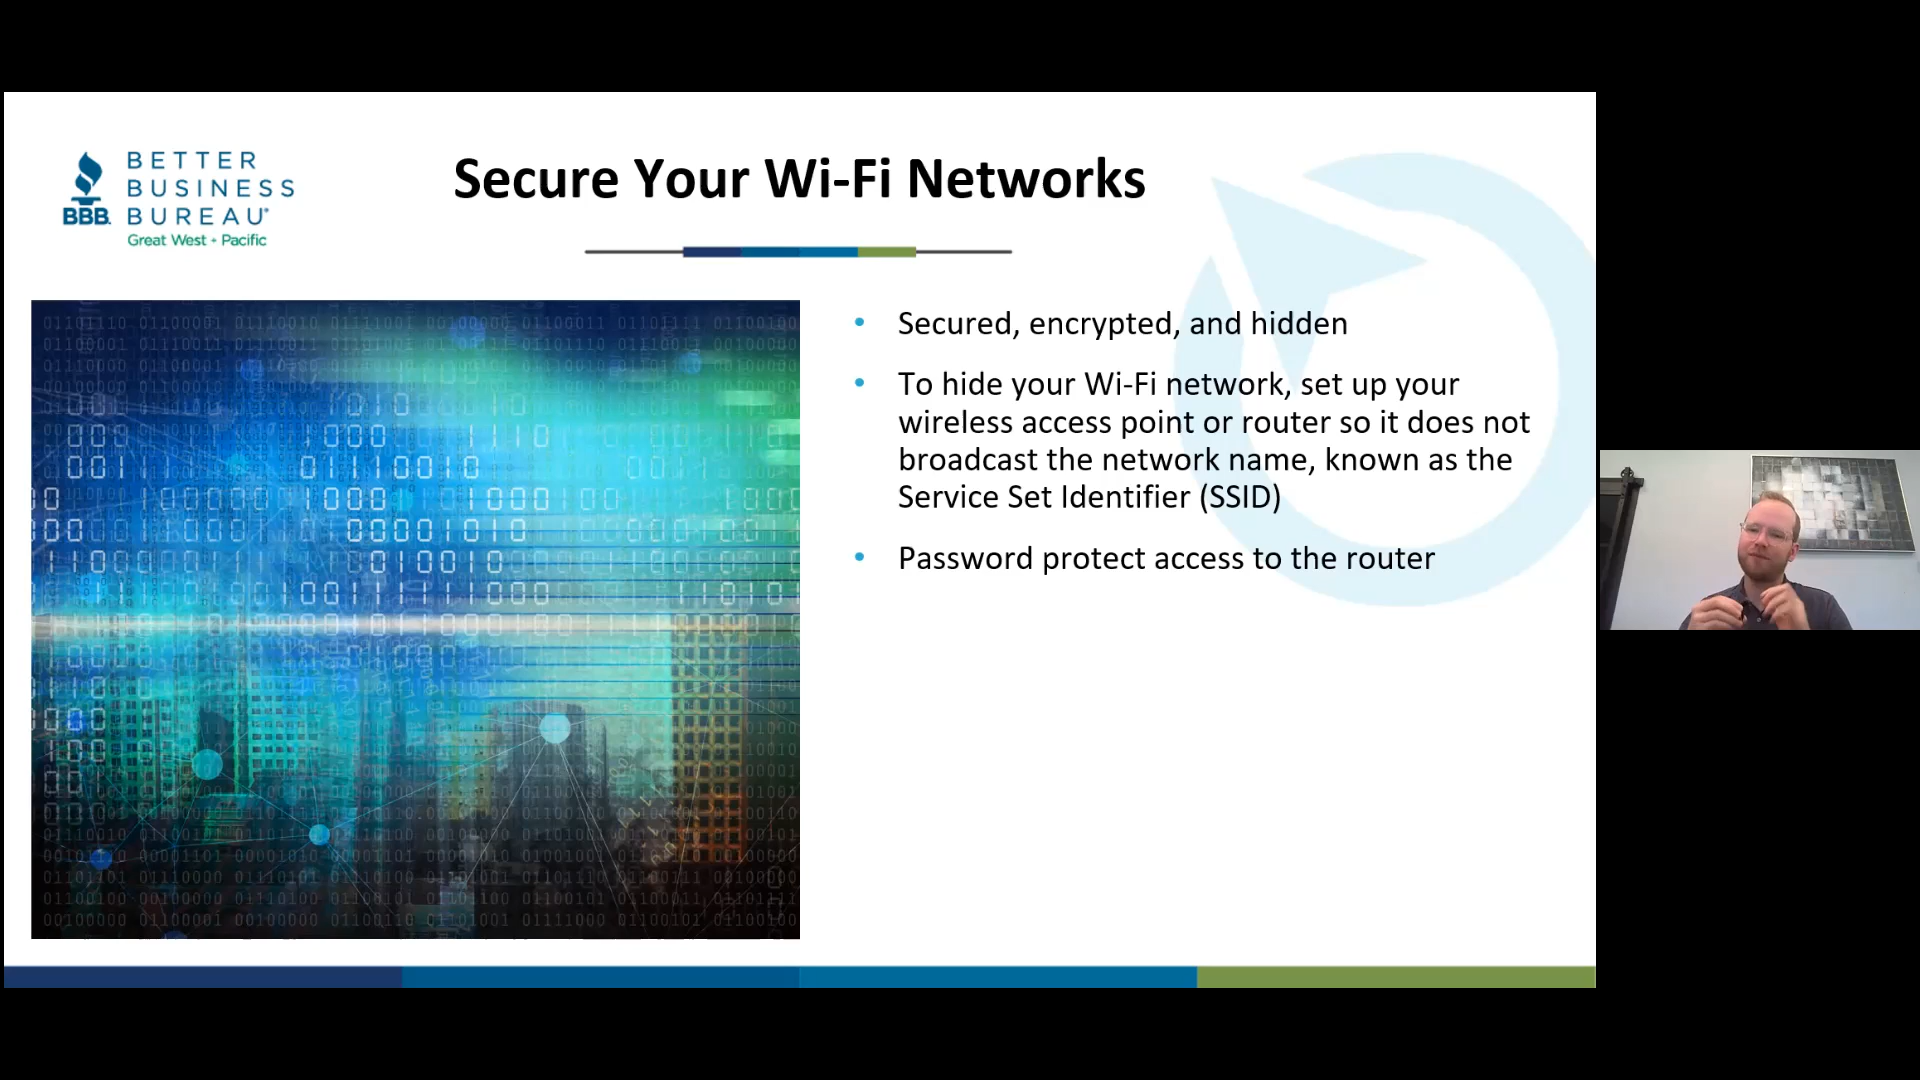 BETTER
BUSINESS
BUREAU®
BBB.
Great West + Pacific
Secure Your Wi-Fi Networks
• Secured, encrypted, and hidden
• To hide your Wi-Fi network, set up your
wireless access point or router so it does not
broadcast the network name, known as the
Service Set Identifier (SSID)
• Password protect access to the router